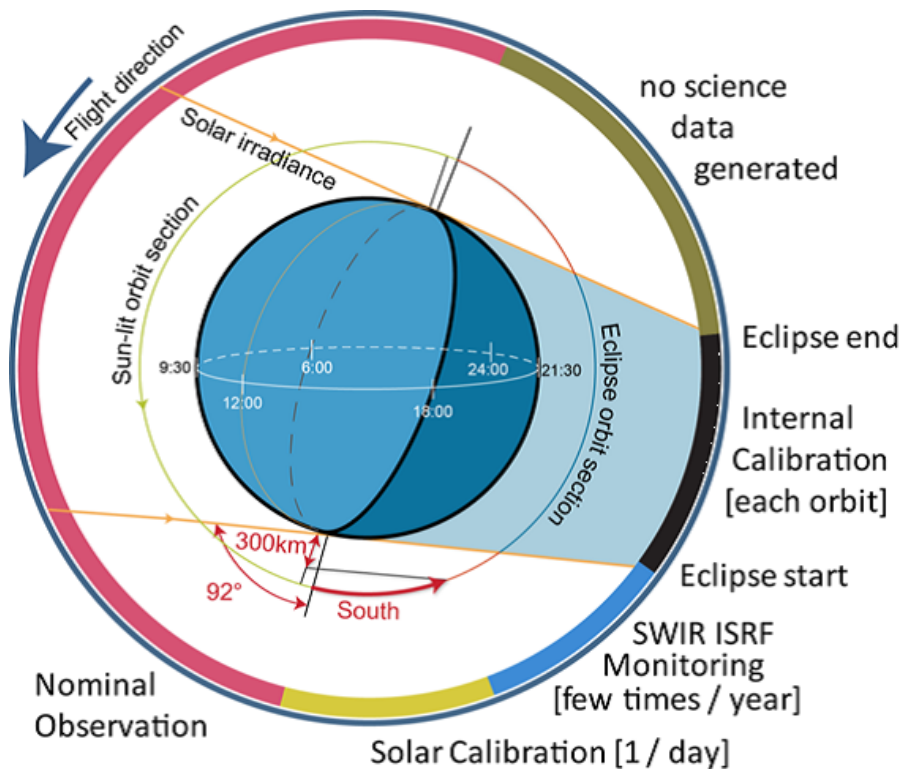 Flight direction
Solar irradiance
no science
data
generated
Sun-lit orbit section
Eclipse orbit section
9:30
6:00
24:00
21:30
12:00
18:00
Eclipse end
Internal
Calibration
[each orbit]
Eclipse start
300km
92°
South
SWIR ISRF
Monitoring
[few times / year]
Nominal
Observation
Solar Calibration [1 / day]